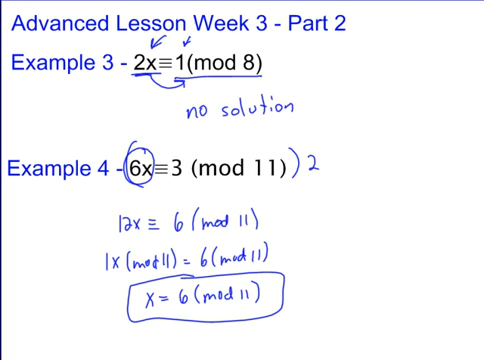 Advanced Lesson Week 3 - Part 2
Example 3 - 2x≡1(mod 8)
no solution
Example 4 - (6x≡3 (mod 11))2
12x ≡ 6 (mod 11)
1x (mod 11) = 6 (mod 11)
x = 6 (mod 11)